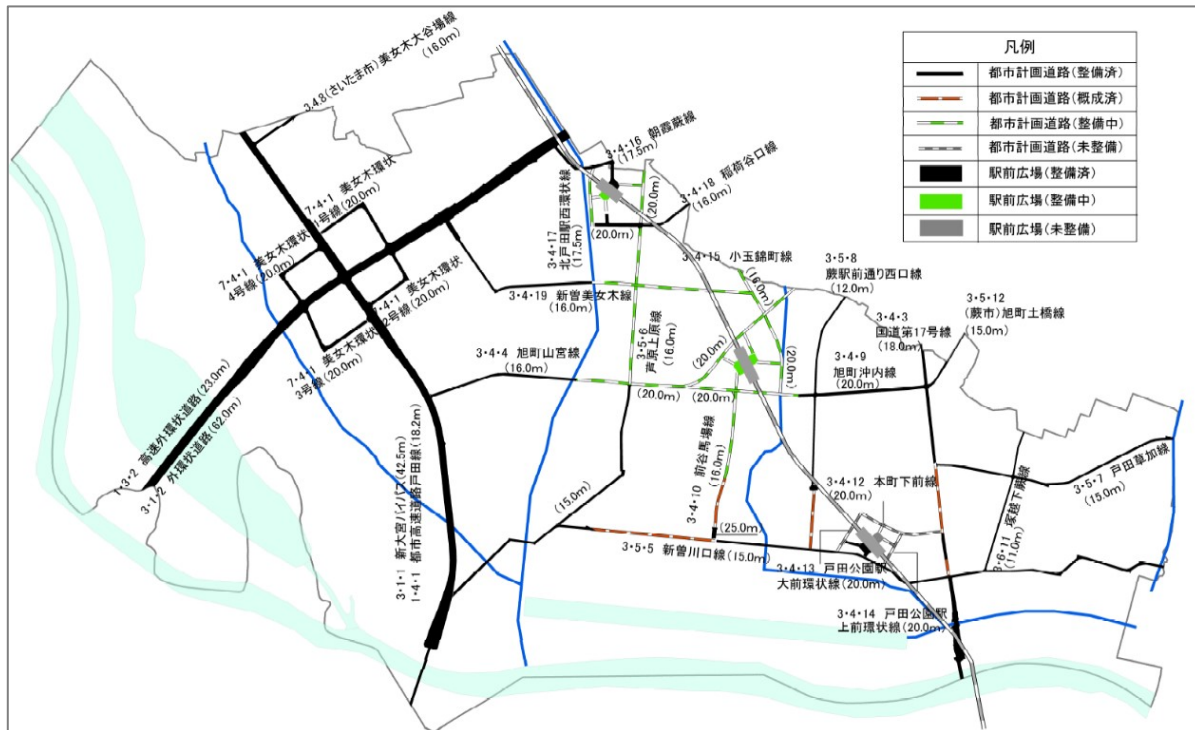 凡例
都市計画道路(整備済)
都市計画道路(概成済)
都市計画道路(整備中)
都市計画道路(未整備)
駅前広場(整備済)
駅前広場(整備中)
駅前広場(未整備)
3.4.8(さいたま市)美女木大谷場線
(16.0m)
3・4・16 朝霞蕨線
(17.5m)
3・4・18 稲荷谷口線
(16.0m)
(20.0m)
(20.0m)
3・4・17
北戸田駅西環状線
(17.5m)
7・4・1 美女木環状
1号線(20.0m)
7・4・1 美女木環状
4号線(20.0m)
7・4・1 美女木環状
2号線(20.0m)
7・4・1 美女木環状
3号線(20.0m)
3・4・15 小玉錦町線
(16.0m)
3・5・8
蕨駅前通り西口線
(12.0m)
3・4・19 新曽美女木線
(16.0m)
3・5・6
芦原上原線
(16.0m)
3・4・3
国道第17号線
(18.0m)
3・5・12
(蕨市)旭町土橋線
(15.0m)
3・4・4 旭町山宮線
(16.0m)
(20.0m)
(20.0m)
(20.0m)
(20.0m)
3・4・9
旭町沖内線
(20.0m)
1・3・2 高速外環状道路(23.0m)
3・1・2 外環状道路(62.0m)
3・1・1 新大宮バイパス(42.5m)
1・4・1 都市高速道路戸田線(18.2m)
(15.0m)
3・4・10 前谷馬場線
(16.0m)
(25.0m)
3・4・12 本町下前線
(20.0m)
3・5・7 戸田草加線
(15.0m)
3・6・11 塚越下前線
(11.0m)
3・5・5 新曽川口線(15.0m)
3・4・13 戸田公園駅
大前環状線(20.0m)
3・4・14 戸田公園駅
上前環状線(20.0m)